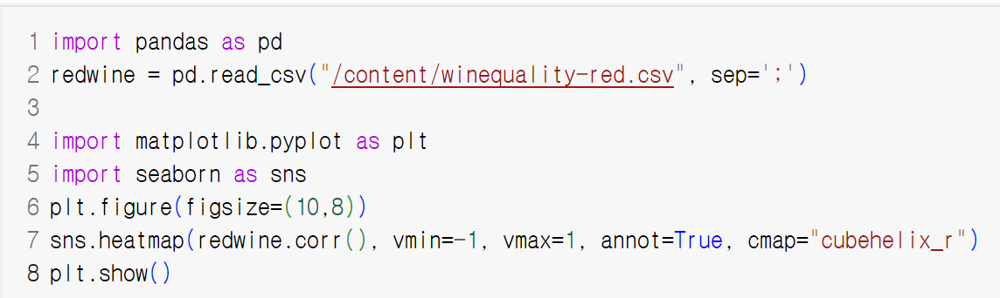 1 import pandas as pd
2 redwine = pd.read_csv("/content/winequality-red.csv", sep=';')
3
4 import matplotlib.pyplot as plt
5 import seaborn as sns
6 plt.figure(figsize=(10,8))
7 sns.heatmap(redwine.corr(), vmin=-1, vmax=1, annot=True, cmap="cubehelix_r")
8 plt.show()